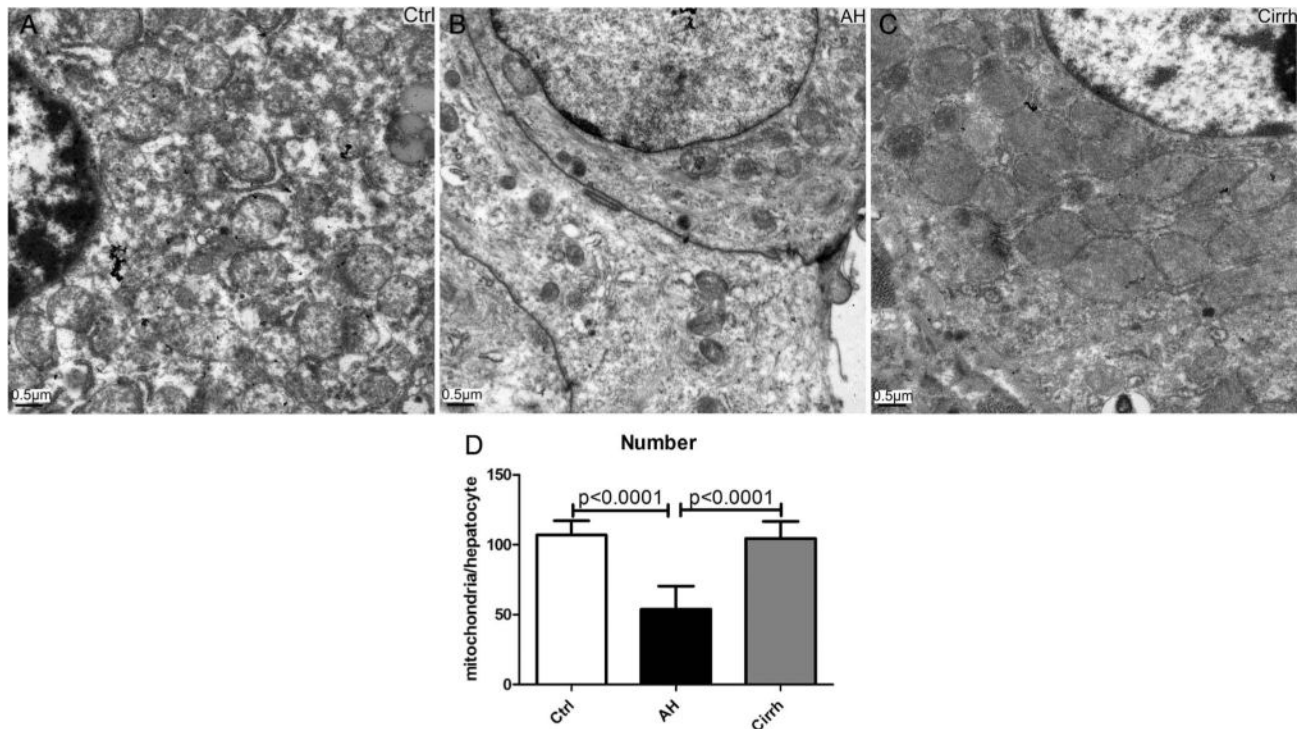 A
Ctrl
0.5µm
B
AH
0.5µm
C
Cirrh
0.5µm
D
Number
mitochondria/hepatocyte
150
100
50
0
p<0.0001
p<0.0001
Ctrl
AH
Cirrh